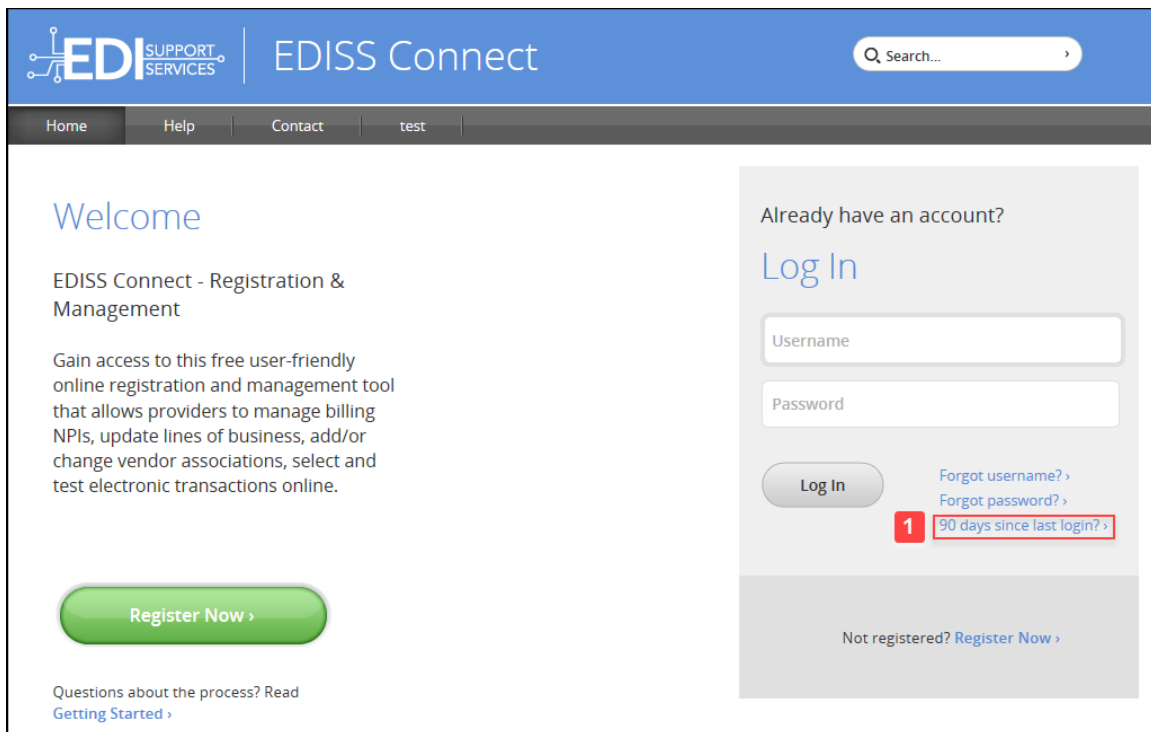 EDI SUPPORT SERVICES
EDISS Connect
Search... ›
Home Help Contact test
Welcome
EDISS Connect - Registration &
Management
Gain access to this free user-friendly
online registration and management tool
that allows providers to manage billing
NPIs, update lines of business, add/or
change vendor associations, select and
test electronic transactions online.
Register Now ›
Questions about the process? Read
Getting Started ›
Already have an account?
Log In
Username
Password
Log In
Forgot username? ›
Forgot password? ›
1 90 days since last login? ›
Not registered? Register Now ›